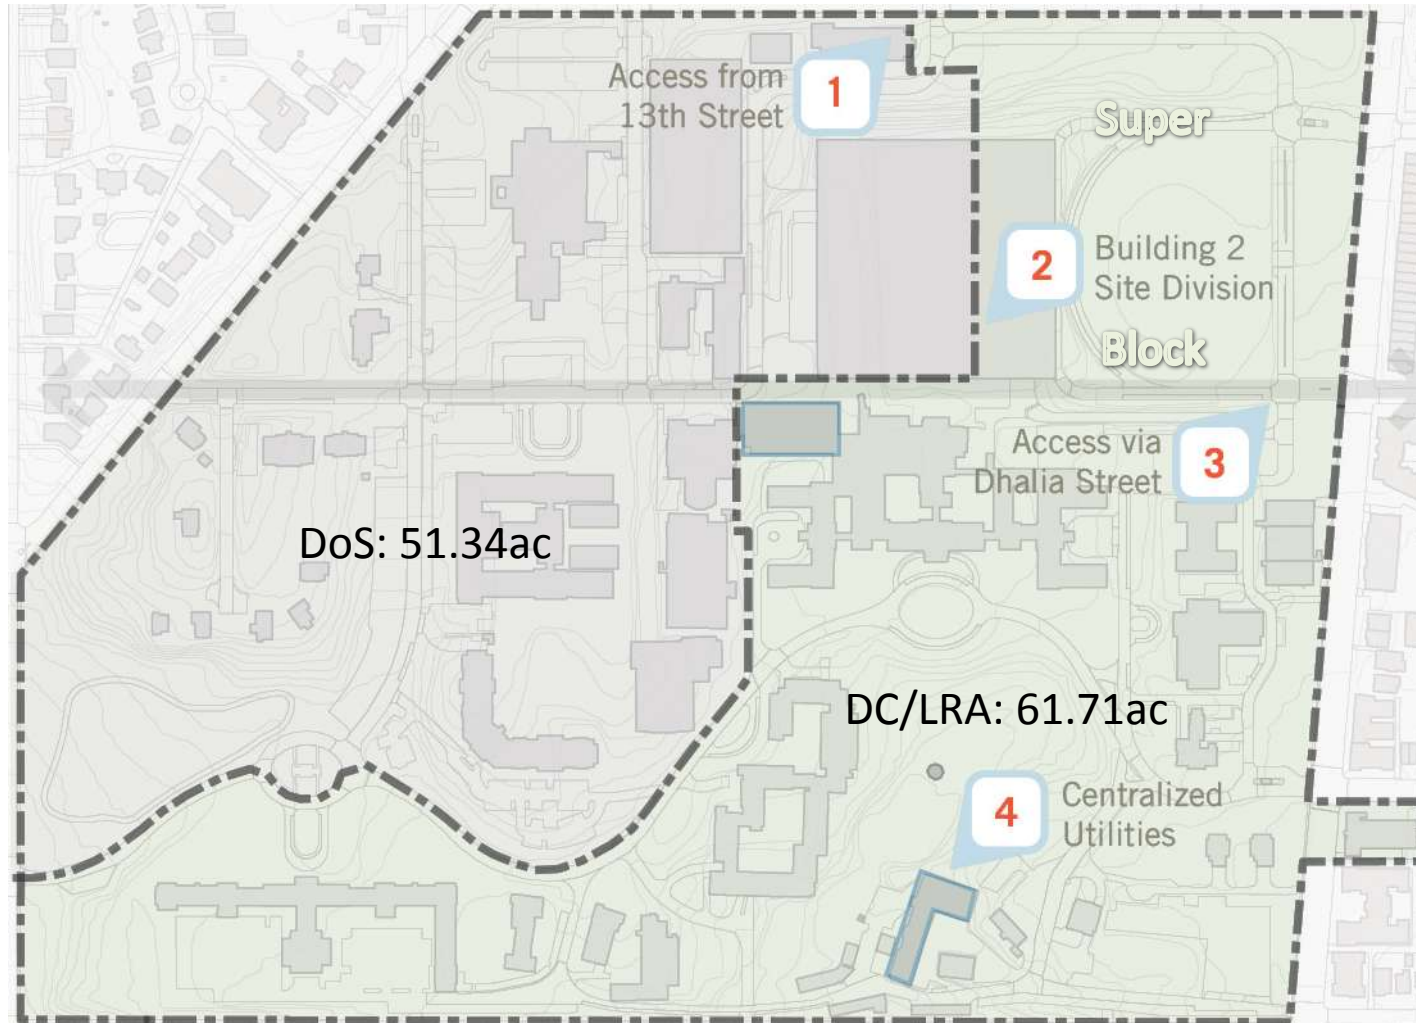 Access from
13th Street
1
Super
2
Building 2
Site Division
Block
Access via
Dhalia Street
3
DoS: 51.34ac
DC/LRA: 61.71ac
4
Centralized
Utilities